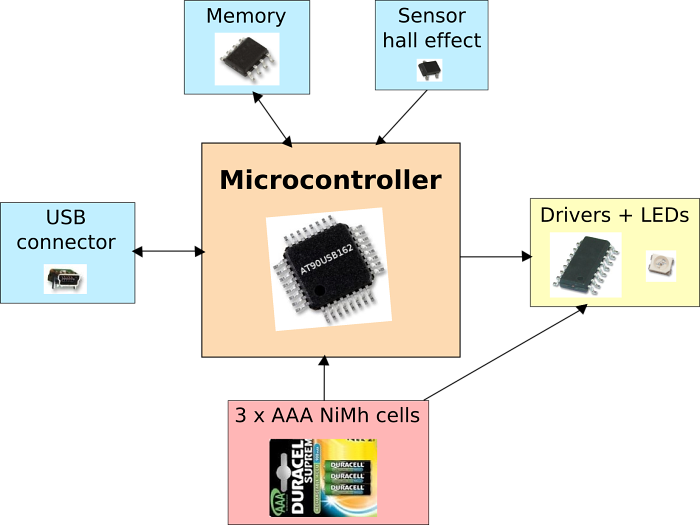 Memory
Sensor
hall effect
Microcontroller
AT90USB162
USB
connector
Drivers + LEDs
3 x AAA NiMh cells
AAA
DURACELL
SUPREM
DURACELL
DURACELL
DURACELL